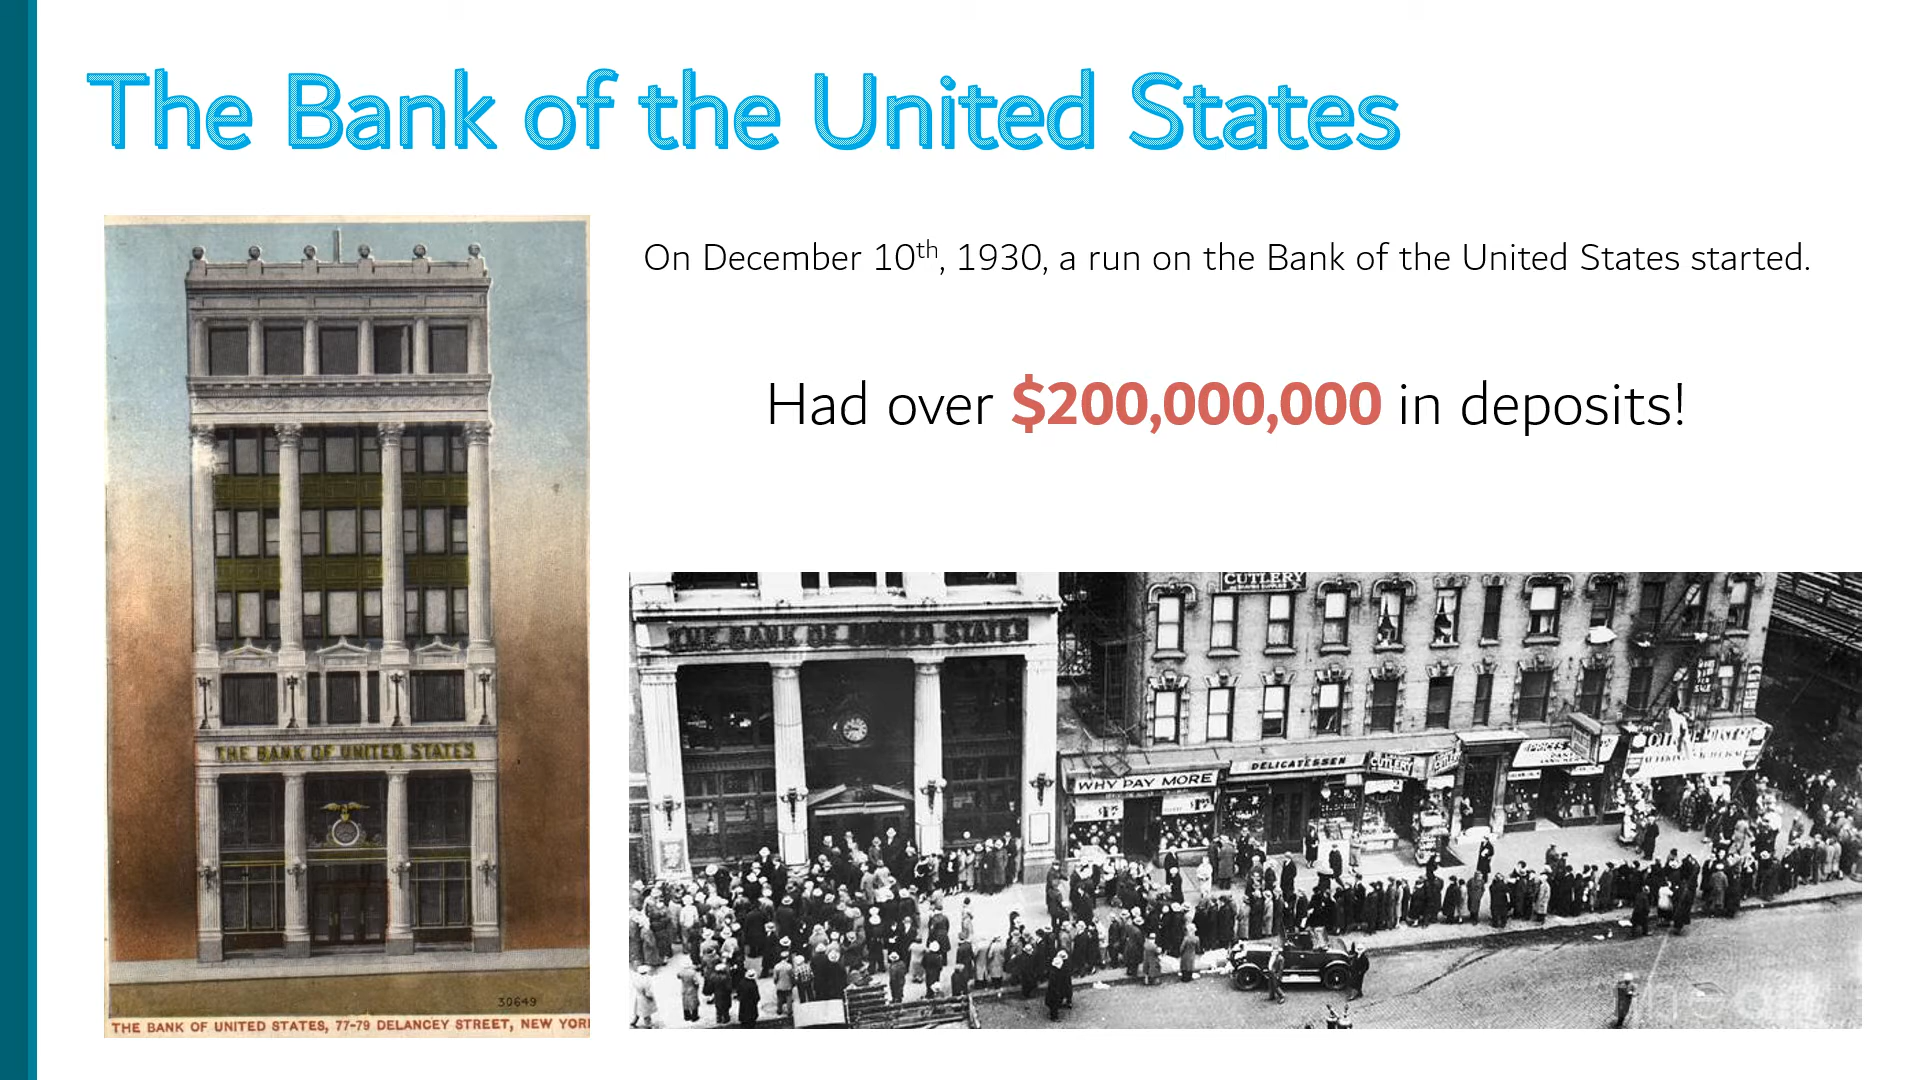 The Bank of the United States
On December 10th, 1930, a run on the Bank of the United States started.
Had over $200,000,000 in deposits!
THE BANK OF UNITED STATES
30649
THE BANK OF UNITED STATES, 77-79 DELANCEY STREET, NEW YOR
CUTLERY
THE BANK OF UNITED STATES
WHY PAY MORE
DELICATESSEN
CUTLERY
PRICES